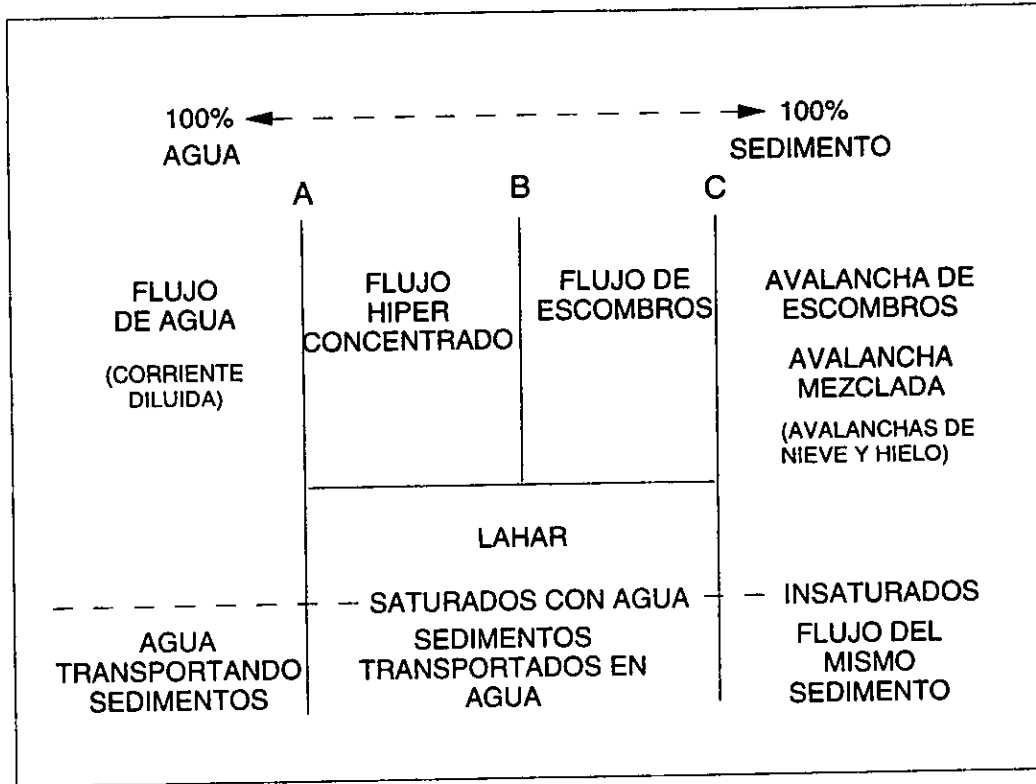 100% 100%
AGUA SEDIMENTO
A B C
FLUJO
DE AGUA
(CORRIENTE
DILUIDA)
FLUJO
HIPER
CONCENTRADO
FLUJO DE
ESCOMBROS
AVALANCHA DE
ESCOMBROS
AVALANCHA
MEZCLADA
(AVALANCHAS DE
NIEVE Y HIELO)
LAHAR
SATURADOS CON AGUA
INSATURADOS
AGUA
TRANSPORTANDO
SEDIMENTOS
SEDIMENTOS
TRANSPORTADOS EN
AGUA
FLUJO DEL
MISMO
SEDIMENTO